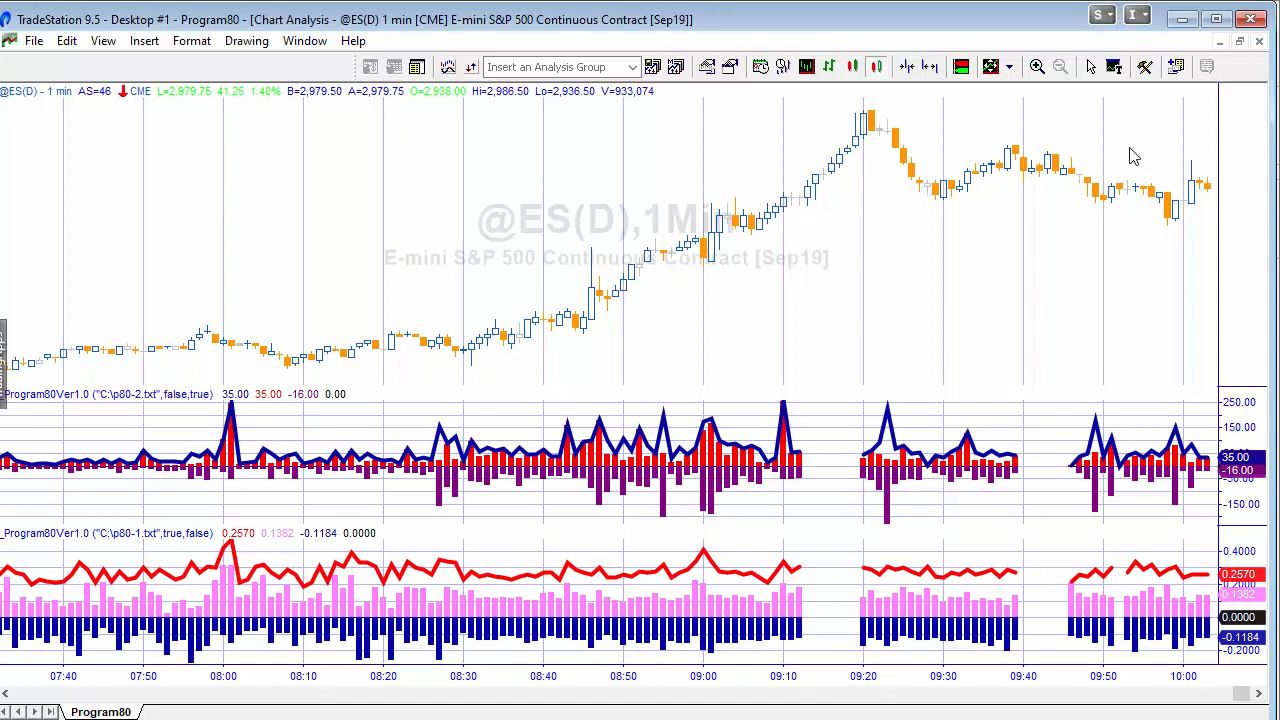 TradeStation 9.5 - Desktop #1 - Program80 - [Chart Analysis - @ES(D) 1 min [CME] E-mini S&P 500 Continuous Contract [Sep19]]
S I
File Edit View Insert Format Drawing Window Help
Insert an Analysis Group
@ES(D) - 1 min AS=46 CME L=2,979.75 41.25 1.40% B=2,979.50 A=2,979.75 O=2,938.00 Hi=2,986.50 Lo=2,936.50 V=933,074
@ES(D),1Min
E-mini S&P 500 Continuous Contract [Sep19]
_Program80Ver1.0 ("C:\p80-2.txt",false,true) 35.00 35.00 -16.00 0.00
250.00
150.00
35.00
-16.00
-50.00
-150.00
_Program80Ver1.0 ("C:\p80-1.txt",true,false) 0.2570 0.1382 -0.1184 0.0000
0.4000
0.2570
0.2000
0.1382
0.0000
-0.1184
-0.2000
07:40 07:50 08:00 08:10 08:20 08:30 08:40 08:50 09:00 09:10 09:20 09:30 09:40 09:50 10:00
Program80